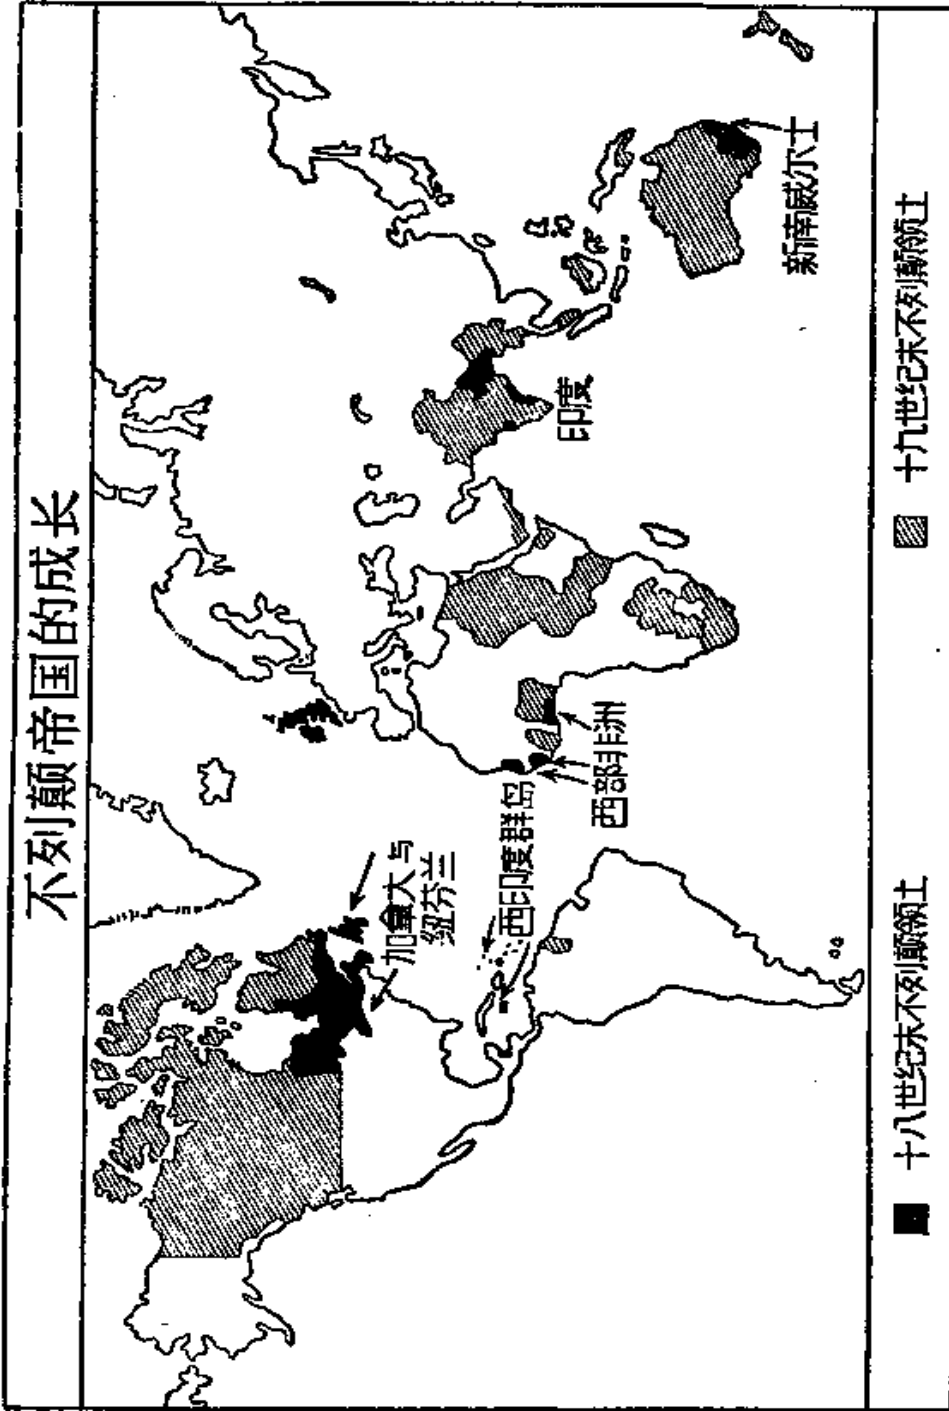 不列颠帝国的成长
加拿大与
纽芬兰
西印度群岛
西部非洲
印度
新南威尔士
十八世纪末不列颠领土
十九世纪末不列颠领土